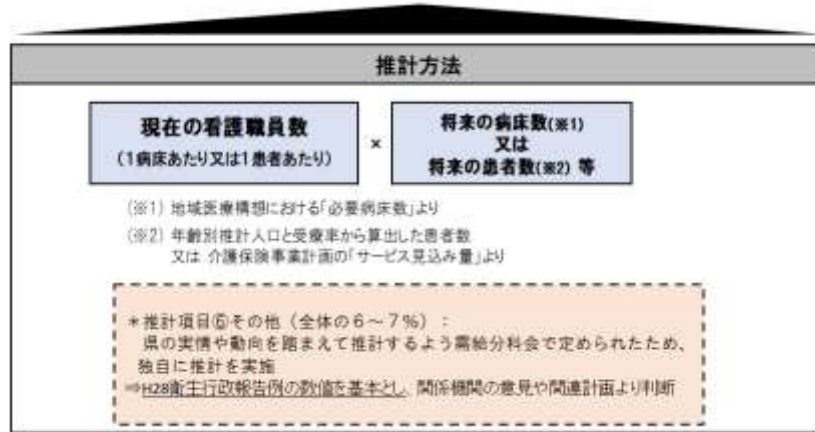 推計方法
現在の看護職員数
(1病床あたり又は1患者あたり)
×
将来の病床数(※1)
又は
将来の患者数(※2) 等
(※1) 地域医療構想における「必要病床数」より
(※2) 年齢別推計人口と受療率から算出した患者数
又は 介護保険事業計画の「サービス見込み量」より
*推計項目⑥その他（全体の6～7％）：
県の実情や動向を踏まえて推計するよう需給分科会で定められたため、
独自に推計を実施
⇒H28衛生行政報告例の数値を基本とし、関係機関の意見や関連計画より判断